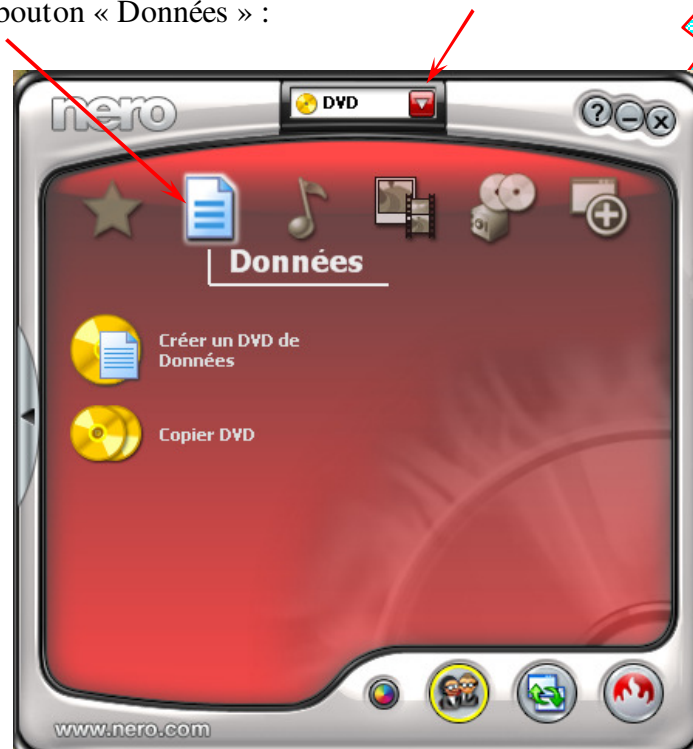 bouton « Données » :
nero
DVD
Données
Créer un DVD de
Données
Copier DVD
www.nero.com